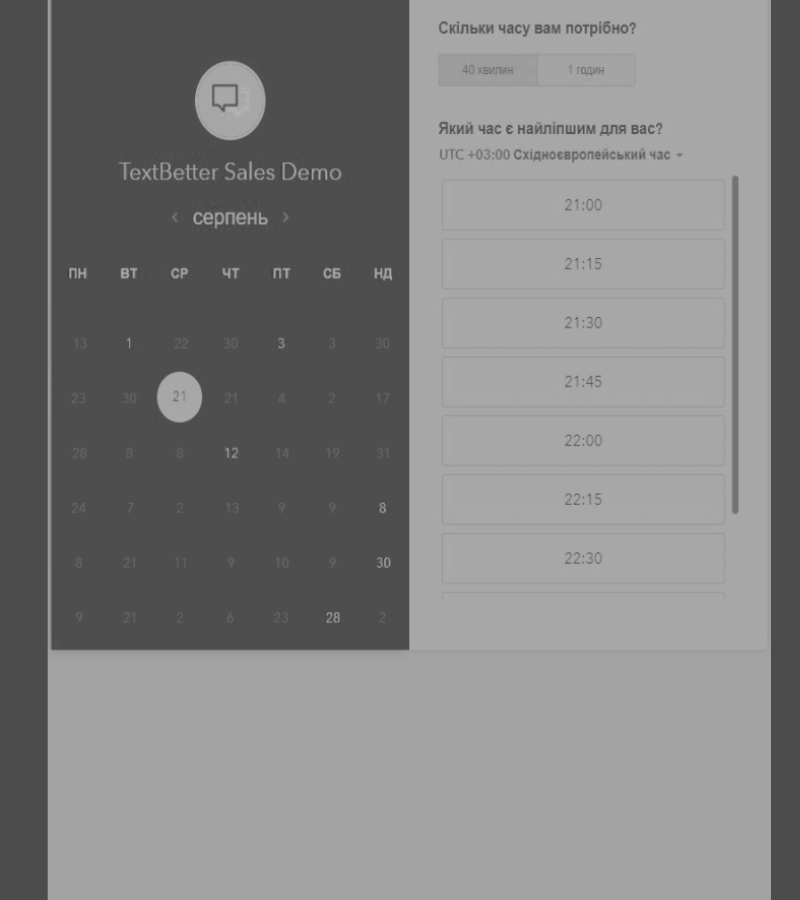 TextBetter Sales Demo
серпень
ПН ВТ СР ЧТ ПТ СБ НД
13 1 22 30 3 3 30
23 30 21 21 4 2 17
28 8 8 12 14 19 31
24 7 2 13 9 9 8
8 21 11 9 10 9 30
9 21 2 6 23 28 2
Скільки часу вам потрібно?
40 хвилин 1 годин
Який час є найліпшим для вас?
UTC +03:00 Східноєвропейський час
21:00
21:15
21:30
21:45
22:00
22:15
22:30